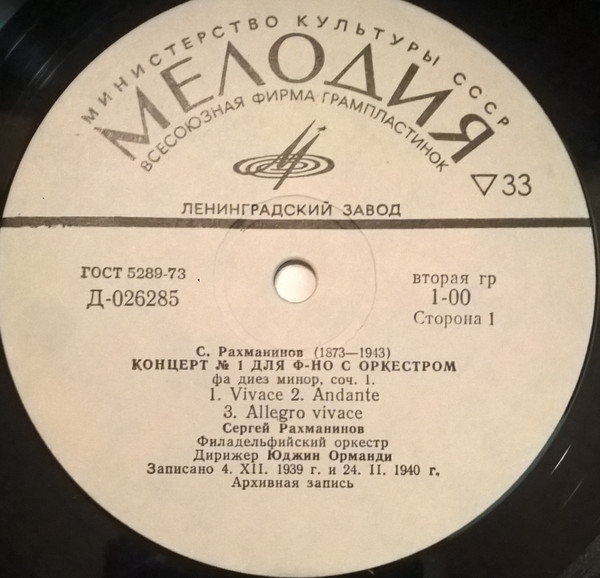 МИНИСТЕРСТВО КУЛЬТУРЫ СССР
МЕЛОДИЯ
ВСЕСОЮЗНАЯ ФИРМА ГРАМПЛАСТИНОК
▽33
ЛЕНИНГРАДСКИЙ ЗАВОД
ГОСТ 5289-73
Д-026285
вторая гр
1-00
Сторона 1
С. Рахманинов (1873—1943)
КОНЦЕРТ № 1 ДЛЯ Ф-НО С ОРКЕСТРОМ
фа диез минор, соч. 1.
1. Vivace 2. Andante
3. Allegro vivace
Сергей Рахманинов
Филадельфийский оркестр
Дирижер Юджин Орманди
Записано 4. XII. 1939 г. и 24. II. 1940 г.
Архивная запись